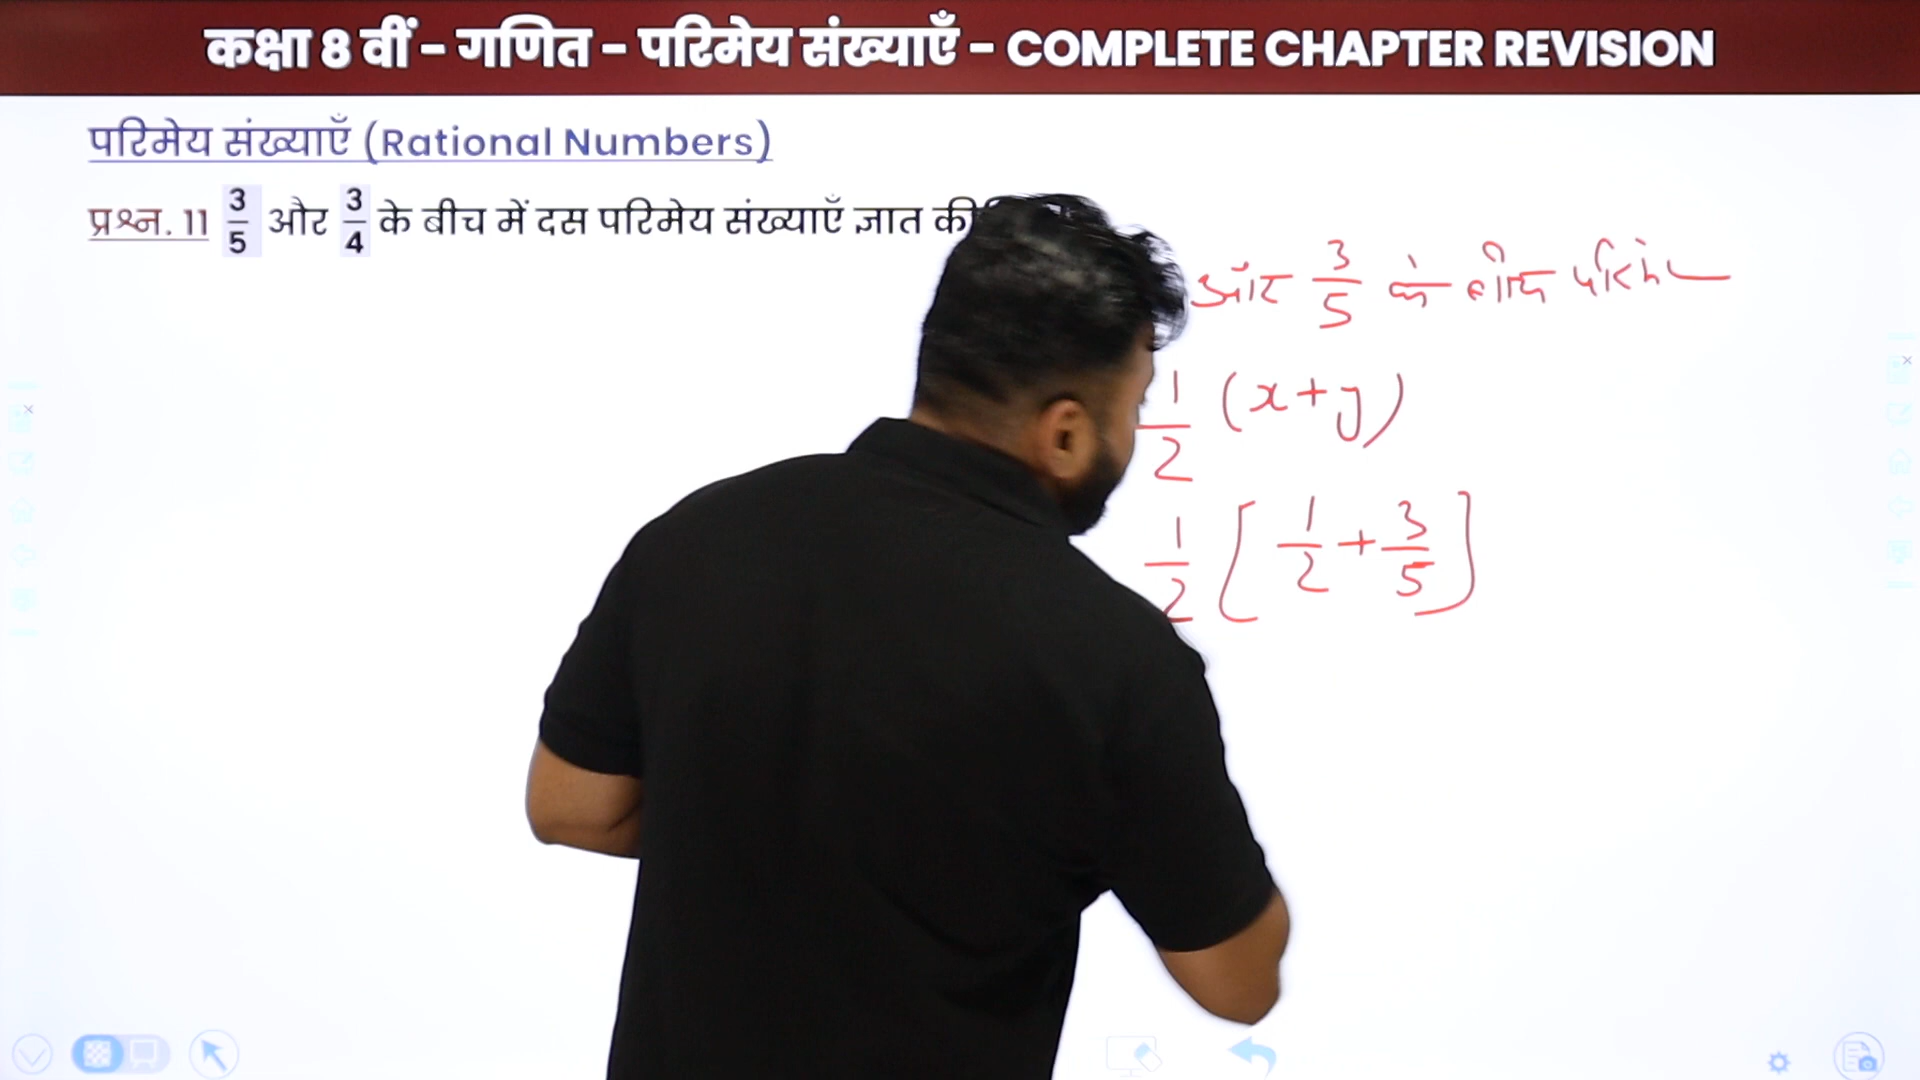 कक्षा 8 वीं - गणित - परिमेय संख्याएँ - COMPLETE CHAPTER REVISION
परिमेय संख्याएँ (Rational Numbers)
प्रश्न. 11 3/5 और 3/4 के बीच में दस परिमेय संख्याएँ ज्ञात
और 3/5 के बीच परिमेय
1/2 (x+y)
1/2 [1/2 + 3/5]